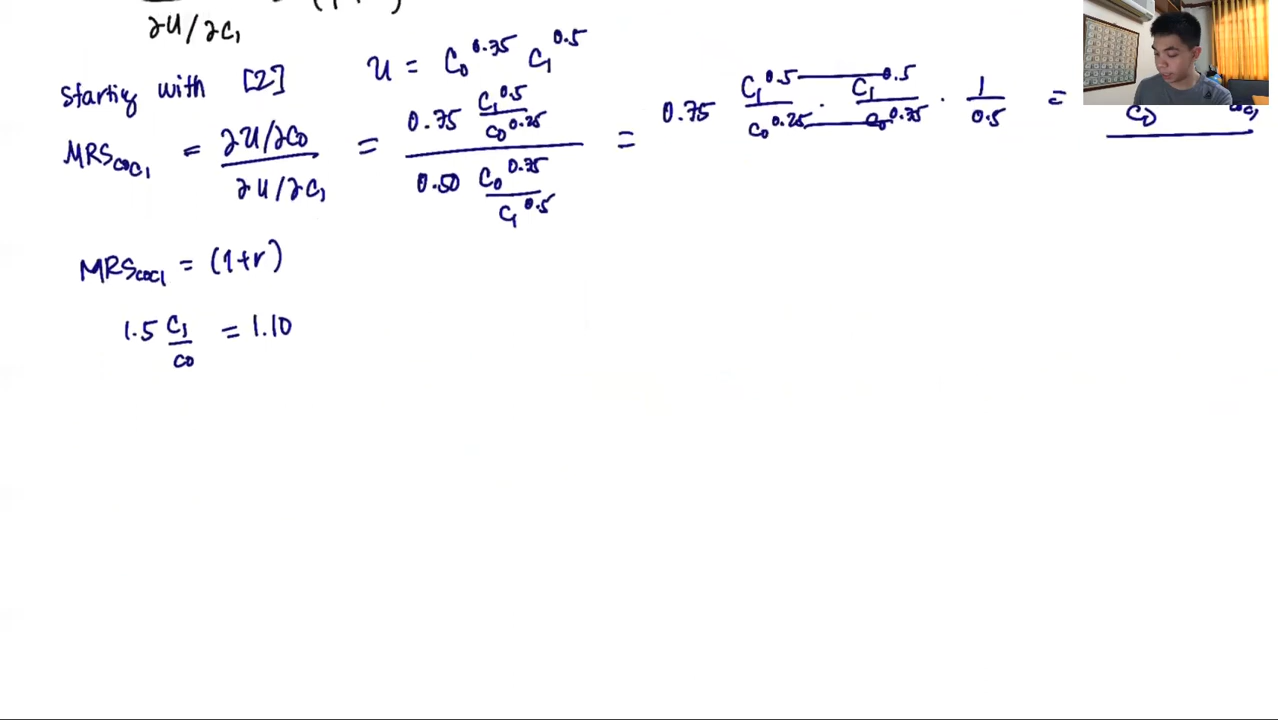 ∂U/∂C₁
Starting with [2] U = C₀^0.75 C₁^0.5
MRS_C₀C₁ = (∂U/∂C₀)/(∂U/∂C₁) = (0.75 C₁^0.5/C₀^0.25)/(0.50 C₀^0.75/C₁^0.5) = 0.75 C₁^0.5/C₀^0.25 · C₁^0.5/C₀^0.75 · 1/0.5 =
MRS_C₀C₁ = (1+r)
1.5 C₁/C₀ = 1.10